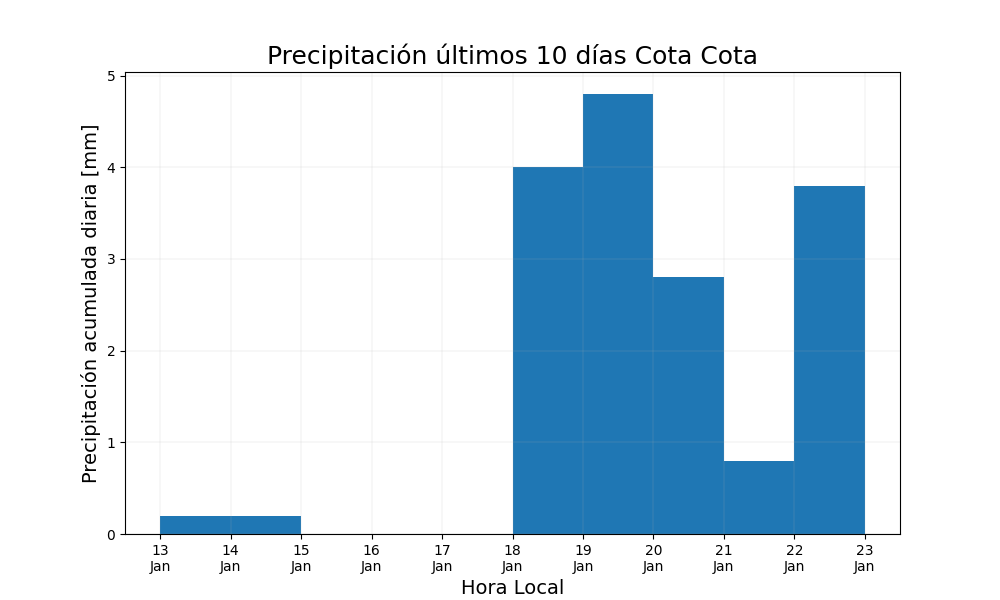 Precipitación últimos 10 días Cota Cota
Precipitación acumulada diaria [mm]
5
4
3
2
1
0
13 14 15 16 17 18 19 20 21 22 23
Jan Jan Jan Jan Jan Jan Jan Jan Jan Jan Jan
Hora Local